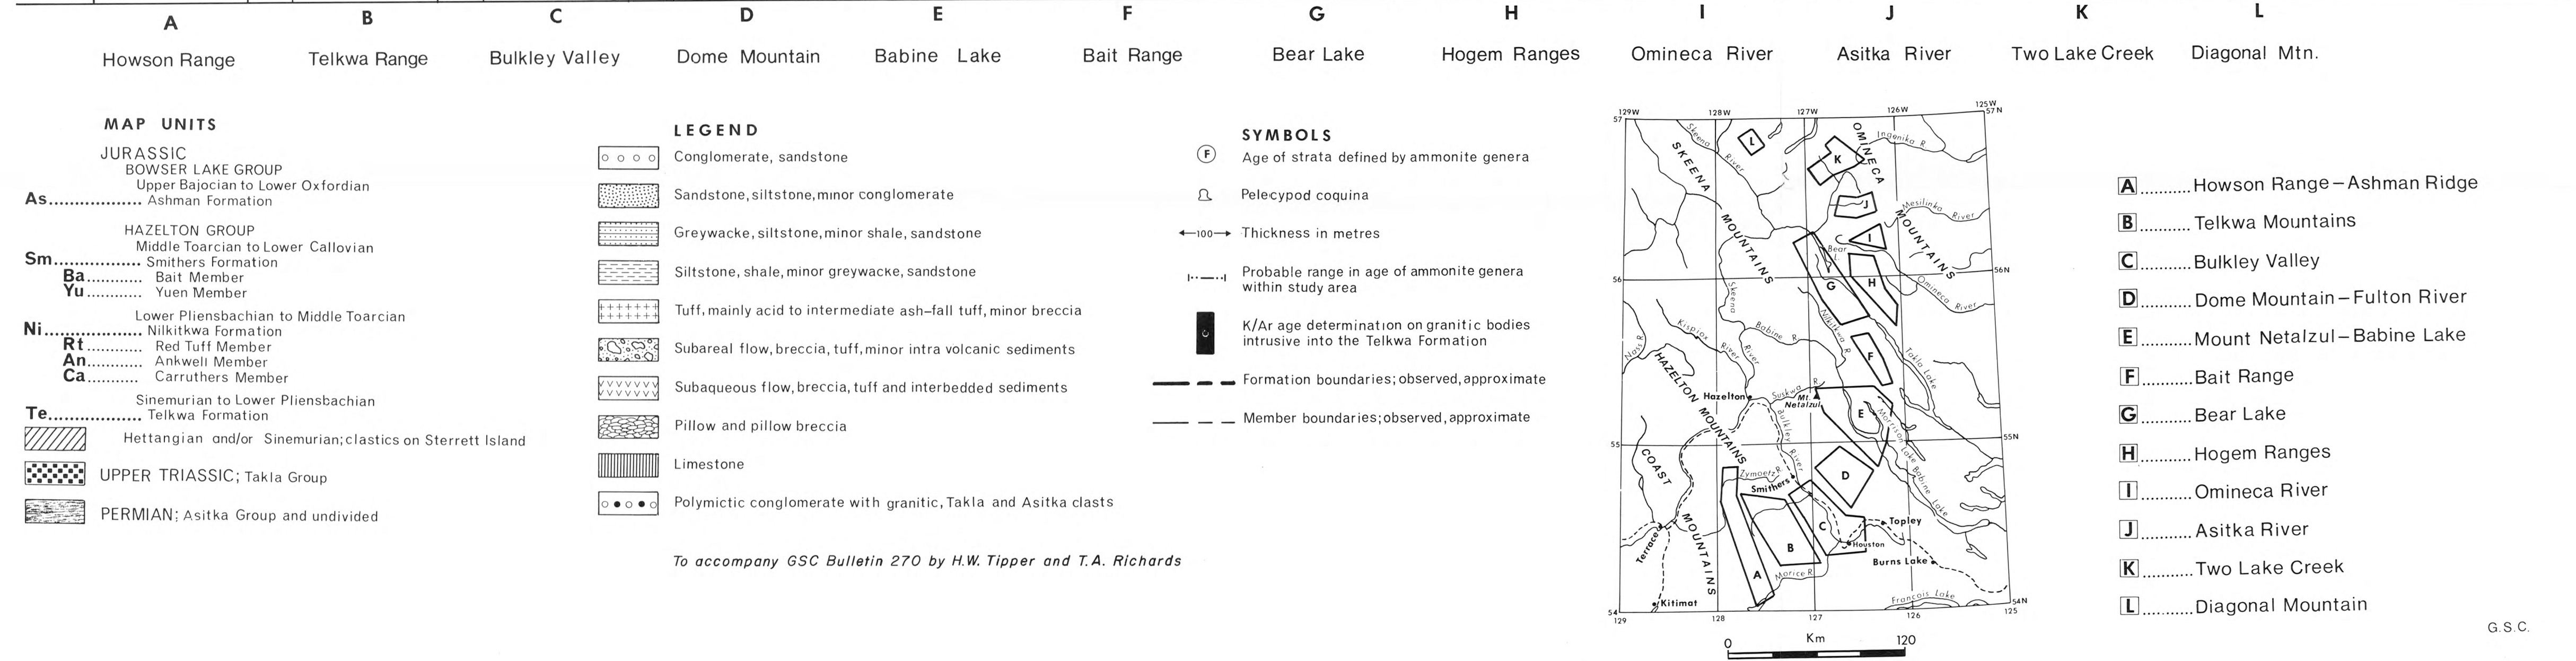 A B C D E F G H I J K L
Howson Range Telkwa Range Bulkley Valley Dome Mountain Babine Lake Bait Range Bear Lake Hogem Ranges Omineca River Asitka River Two Lake Creek Diagonal Mtn.
MAP UNITS
JURASSIC
BOWSER LAKE GROUP
Upper Bajocian to Lower Oxfordian
As.................. Ashman Formation
HAZELTON GROUP
Middle Toarcian to Lower Callovian
Sm................. Smithers Formation
Ba........... Bait Member
Yu........... Yuen Member
Lower Pliensbachian to Middle Toarcian
Ni................... Nilkitkwa Formation
Rt........... Red Tuff Member
An........... Ankwell Member
Ca.......... Carruthers Member
Sinemurian to Lower Pliensbachian
Te.................. Telkwa Formation
Hettangian and/or Sinemurian; clastics on Sterrett Island
UPPER TRIASSIC; Takla Group
PERMIAN; Asitka Group and undivided
LEGEND
Conglomerate, sandstone
Sandstone, siltstone, minor conglomerate
Greywacke, siltstone, minor shale, sandstone
Siltstone, shale, minor greywacke, sandstone
Tuff, mainly acid to intermediate ash-fall tuff, minor breccia
Subareal flow, breccia, tuff, minor intra volcanic sediments
Subaqueous flow, breccia, tuff and interbedded sediments
Pillow and pillow breccia
Limestone
Polymictic conglomerate with granitic, Takla and Asitka clasts
To accompany GSC Bulletin 270 by H.W. Tipper and T.A. Richards
SYMBOLS
F Age of strata defined by ammonite genera
Pelecypod coquina
100 Thickness in metres
Probable range in age of ammonite genera
within study area
K/Ar age determination on granitic bodies
intrusive into the Telkwa Formation
Formation boundaries; observed, approximate
Member boundaries; observed, approximate
129W 128W 127W 126W 125W
57 57 N
SKEENA MOUNTAINS
OMINECA MOUNTAINS
Skeena River
Ingenika R.
L
K
J
Mesilinka River
I
Bear L.
56 56N
G
H
Omineca River
Skeena River
Nilkitkwa R.
Kispiox River
Babine R.
Nass R.
F
Takla Lake
HAZELTON MOUNTAINS
Hazelton
Suskwa R.
Mt. Netalzul
E
Morrison Lake
Bulkley River
55 55N
COAST MOUNTAINS
Zymoetz R.
Smithers
D
Babine Lake
C
Topley
Houston
B
Burns Lake
Terrace
A
Morice R.
Kitimat
Francois Lake
54 54N
129 128 127 126 125
Km
0 120
A..........Howson Range–Ashman Ridge
B..........Telkwa Mountains
C..........Bulkley Valley
D..........Dome Mountain–Fulton River
E..........Mount Netalzul–Babine Lake
F..........Bait Range
G..........Bear Lake
H..........Hogem Ranges
I..........Omineca River
J..........Asitka River
K..........Two Lake Creek
L..........Diagonal Mountain
G.S.C.